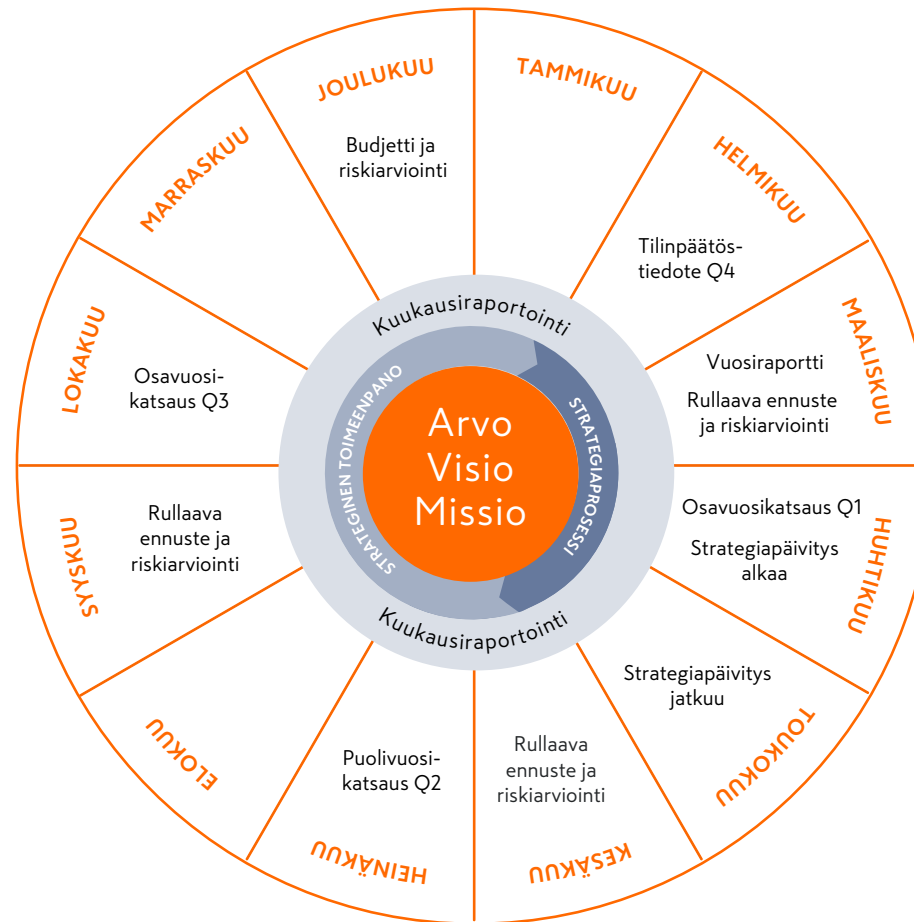 TAMMIKUU
HELMIKUU
Tilinpäätös-
tiedote Q4
MAALISKUU
Vuosiraportti
Rullaava ennuste
ja riskiarviointi
HUHTIKUU
Osavuosikatsaus Q1
Strategiapäivitys
alkaa
TOUKOKUU
Strategiapäivitys
jatkuu
KESÄKUU
Rullaava
ennuste ja
riskiarviointi
HEINÄKUU
Puolivuosi-
katsaus Q2
ELOKUU
SYYSKUU
Rullaava
ennuste ja
riskiarviointi
LOKAKUU
Osavuosi-
katsaus Q3
MARRASKUU
JOULUKUU
Budjetti ja
riskiarviointi
Kuukausiraportointi
STRATEGINEN TOIMEENPANO
STRATEGIAPROSESSI
Arvo
Visio
Missio
Kuukausiraportointi